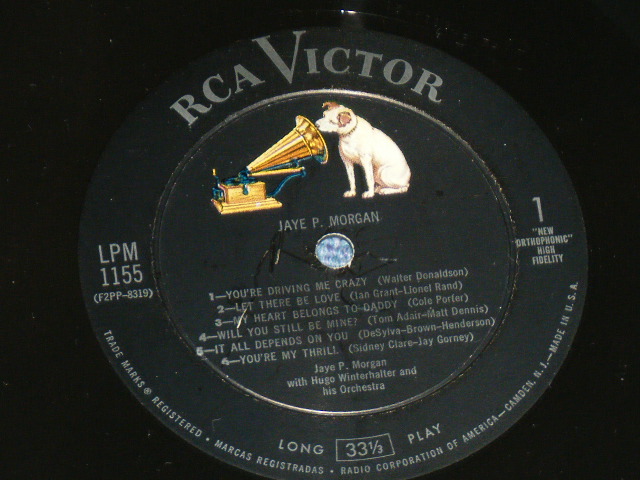 RCA VICTOR
JAYE P. MORGAN
LPM
1155
(F2PP-8319)
1
"NEW
ORTHOPHONIC"
HIGH
FIDELITY
1—YOU'RE DRIVING ME CRAZY (Walter Donaldson)
2—LET THERE BE LOVE (Ian Grant-Lionel Rand)
3—MY HEART BELONGS TO DADDY (Cole Porter)
4—WILL YOU STILL BE MINE? (Tom Adair-Matt Dennis)
5—IT ALL DEPENDS ON YOU (DeSylva-Brown-Henderson)
6—YOU'RE MY THRILL (Sidney Clare-Jay Gorney)
Jaye P. Morgan
with Hugo Winterhalter and
his Orchestra
LONG 33⅓ PLAY
TRADE MARKS ® REGISTERED • MARCAS REGISTRADAS • RADIO CORPORATION OF AMERICA—CAMDEN, N.J.—MADE IN U.S.A.